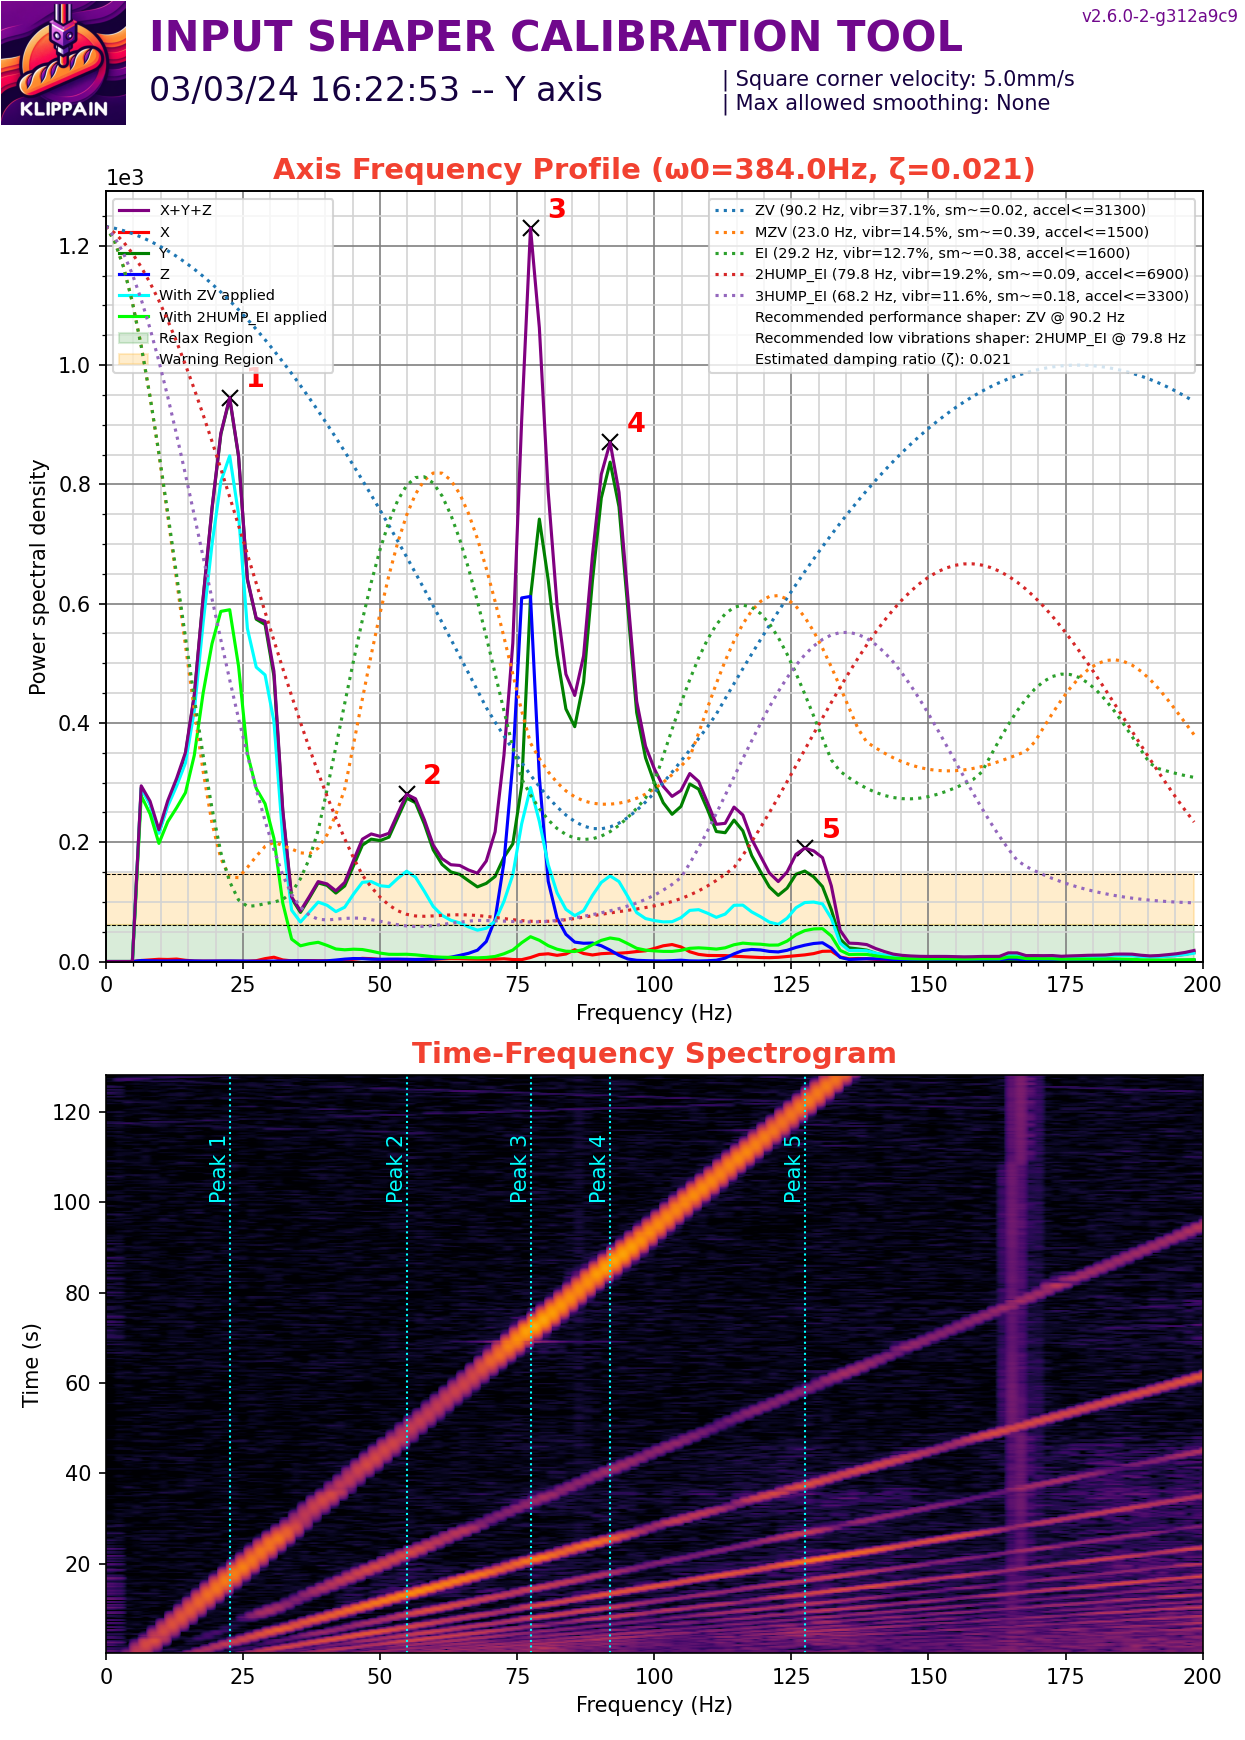 v2.6.0-2-g312a9c9
INPUT SHAPER CALIBRATION TOOL
03/03/24 16:22:53 -- Y axis
| Square corner velocity: 5.0mm/s
| Max allowed smoothing: None
KLIPPAIN
Axis Frequency Profile (ω0=384.0Hz, ζ=0.021)
1e3
X+Y+Z
X
Y
Z
With ZV applied
With 2HUMP_EI applied
Relax Region
Warning Region
ZV (90.2 Hz, vibr=37.1%, sm~=0.02, accel<=31300)
MZV (23.0 Hz, vibr=14.5%, sm~=0.39, accel<=1500)
EI (29.2 Hz, vibr=12.7%, sm~=0.38, accel<=1600)
2HUMP_EI (79.8 Hz, vibr=19.2%, sm~=0.09, accel<=6900)
3HUMP_EI (68.2 Hz, vibr=11.6%, sm~=0.18, accel<=3300)
Recommended performance shaper: ZV @ 90.2 Hz
Recommended low vibrations shaper: 2HUMP_EI @ 79.8 Hz
Estimated damping ratio (ζ): 0.021
1
2
3
4
5
Power spectral density
1.2
1.0
0.8
0.6
0.4
0.2
0.0
0 25 50 75 100 125 150 175 200
Frequency (Hz)
Time-Frequency Spectrogram
Peak 1
Peak 2
Peak 3
Peak 4
Peak 5
Time (s)
120
100
80
60
40
20
0 25 50 75 100 125 150 175 200
Frequency (Hz)